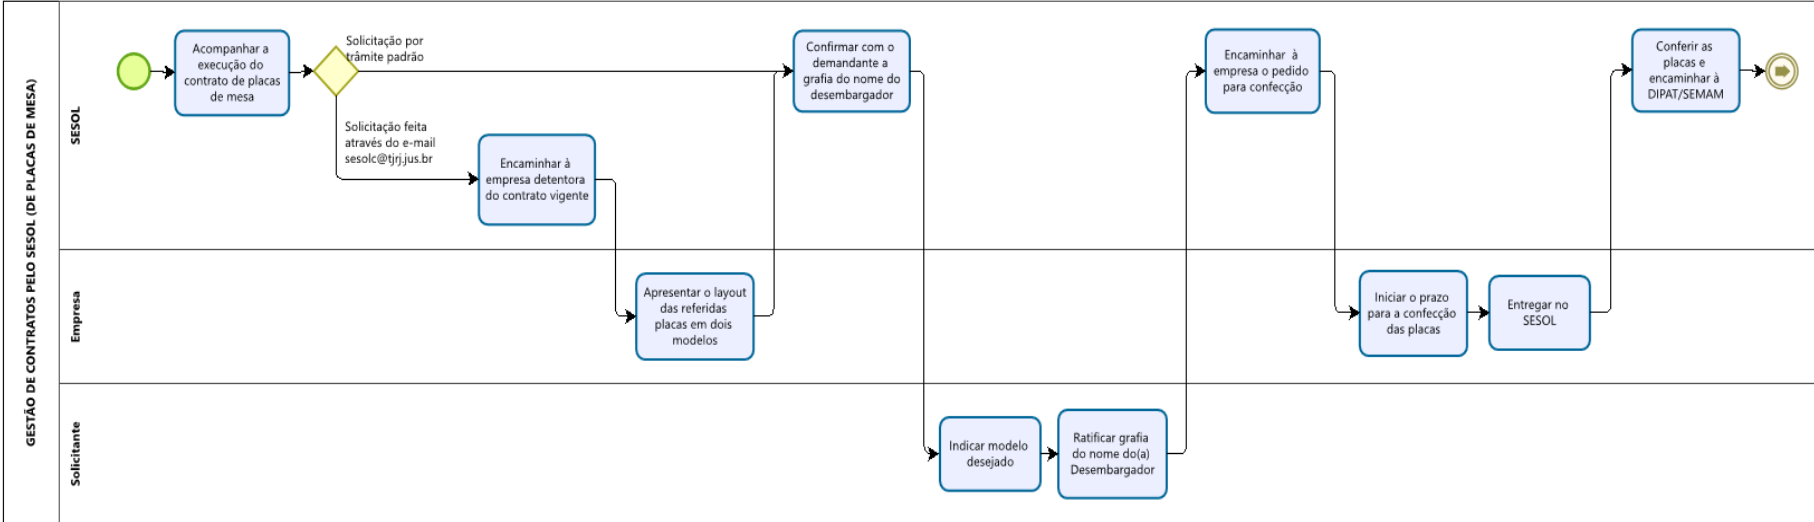 GESTÃO DE CONTRATOS PELO SESOL (DE PLACAS DE MESA)
SESOL
Acompanhar a
execução do
contrato de placas
de mesa
Solicitação por
trâmite padrão
Solicitação feita
através do e-mail
sesolc@tjrj.jus.br
Encaminhar à
empresa detentora
do contrato vigente
Confirmar com o
demandante a
grafia do nome do
desembargador
Encaminhar à
empresa o pedido
para confecção
Conferir as
placas e
encaminhar à
DIPAT/SEMAM
Empresa
Apresentar o layout
das referidas
placas em dois
modelos
Iniciar o prazo
para a confecção
das placas
Entregar no
SESOL
Solicitante
Indicar modelo
desejado
Ratificar grafia
do nome do(a)
Desembargador